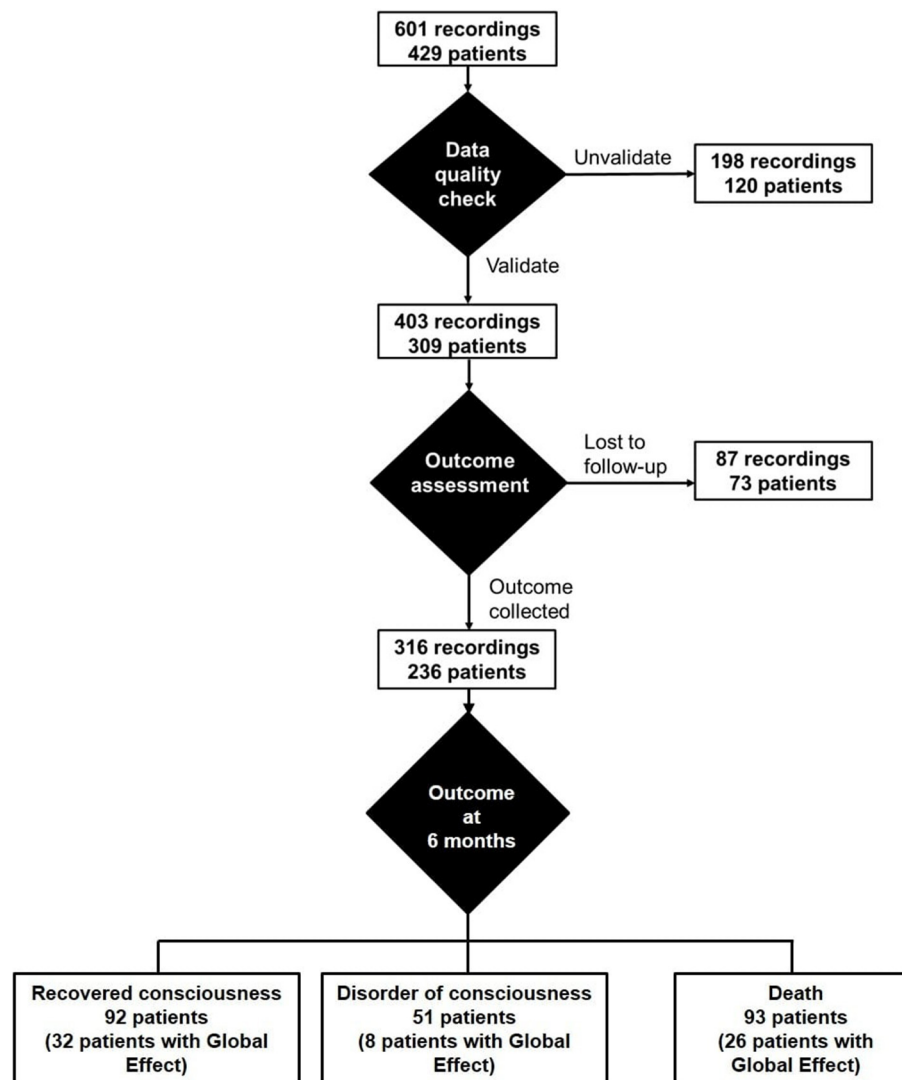 601 recordings
429 patients
Data
quality
check
Unvalidate
198 recordings
120 patients
Validate
403 recordings
309 patients
Outcome
assessment
Lost to
follow-up
87 recordings
73 patients
Outcome
collected
316 recordings
236 patients
Outcome
at
6 months
Recovered consciousness
92 patients
(32 patients with Global
Effect)
Disorder of consciousness
51 patients
(8 patients with Global
Effect)
Death
93 patients
(26 patients with
Global Effect)